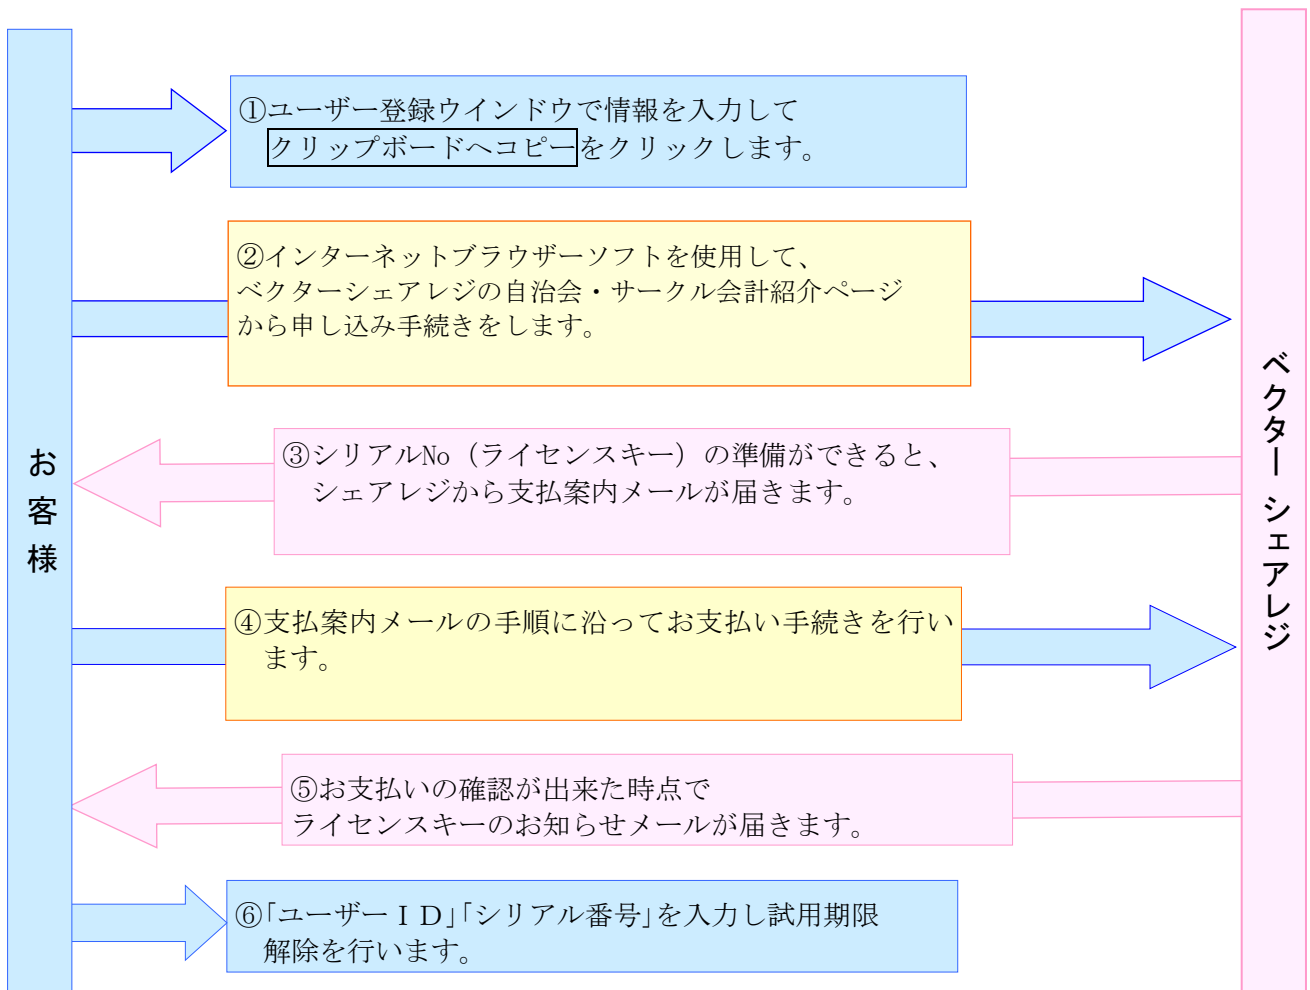 ①ユーザー登録ウインドウで情報を入力して
クリップボードへコピーをクリックします。
②インターネットブラウザーソフトを使用して、
ベクターシェアレジの自治会・サークル会計紹介ページ
から申し込み手続きをします。
③シリアルNo（ライセンスキー）の準備ができると、
シェアレジから支払案内メールが届きます。
④支払案内メールの手順に沿ってお支払い手続きを行い
ます。
⑤お支払いの確認が出来た時点で
ライセンスキーのお知らせメールが届きます。
⑥「ユーザーＩＤ」「シリアル番号」を入力し試用期限
解除を行います。
お客様
ベクター シェアレジ